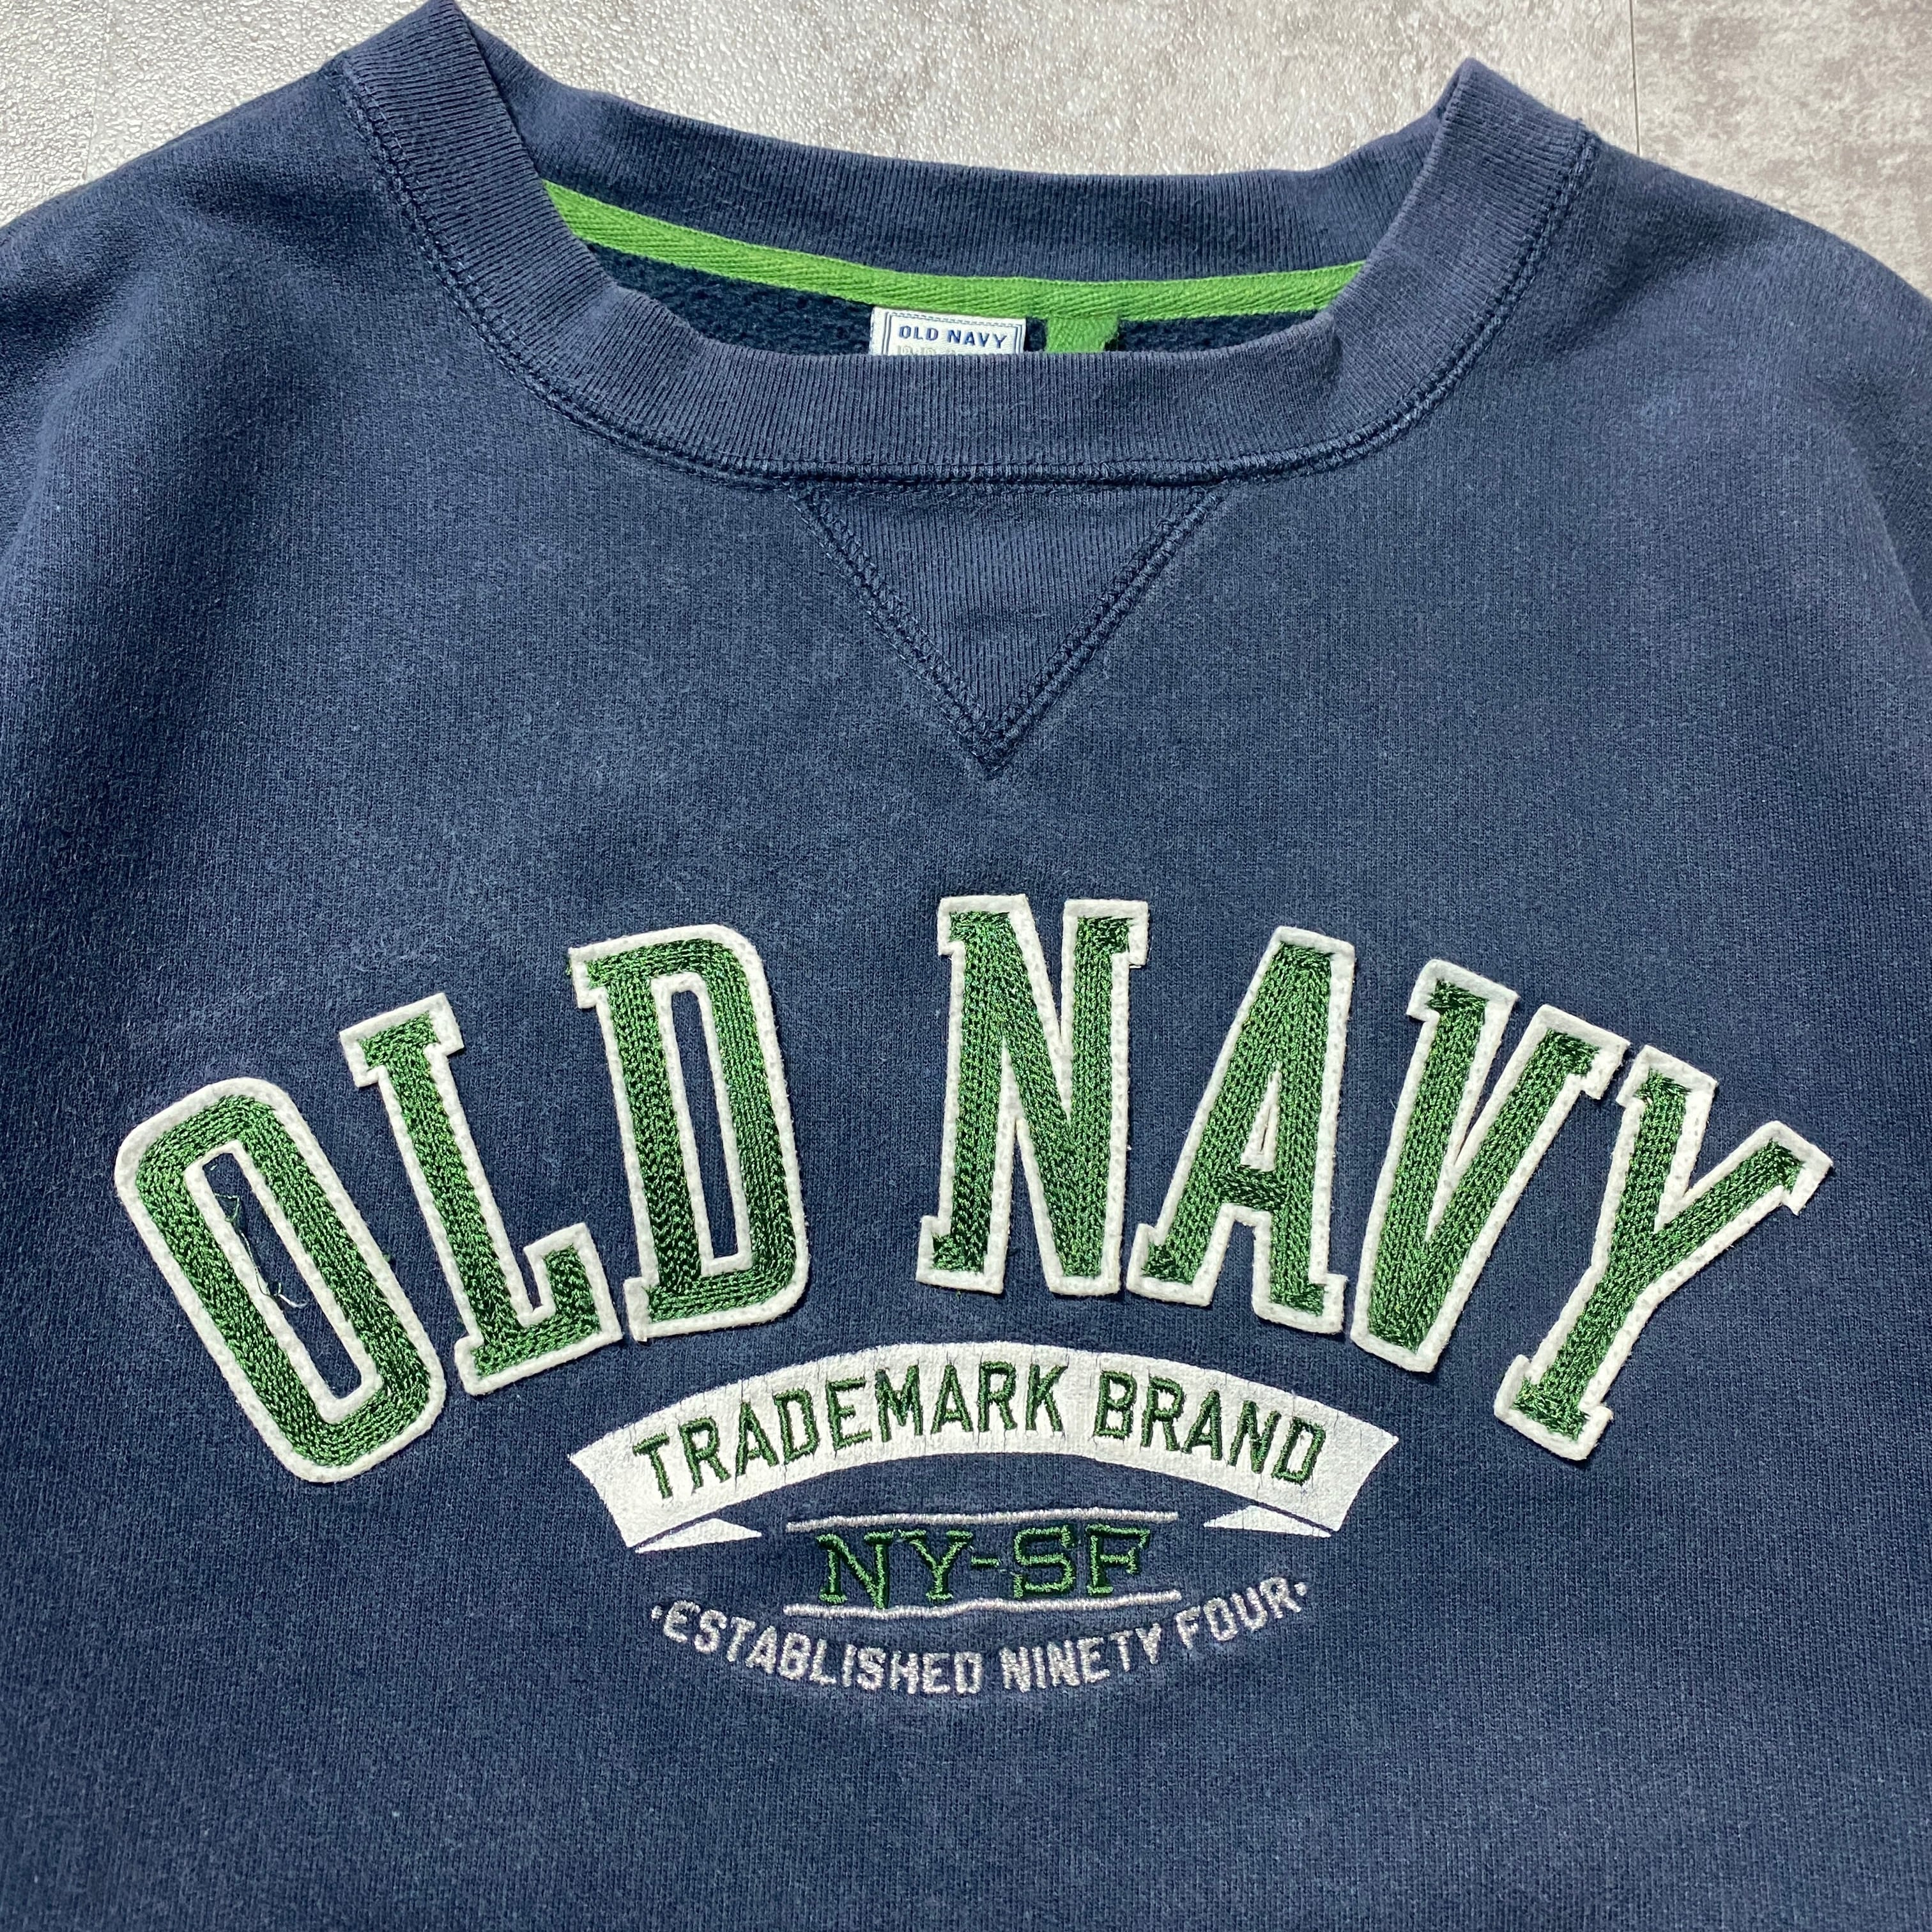 OLD NAVY
OLD NAVY
TRADEMARK BRAND
NY-SF
·ESTABLISHED NINETY FOUR·